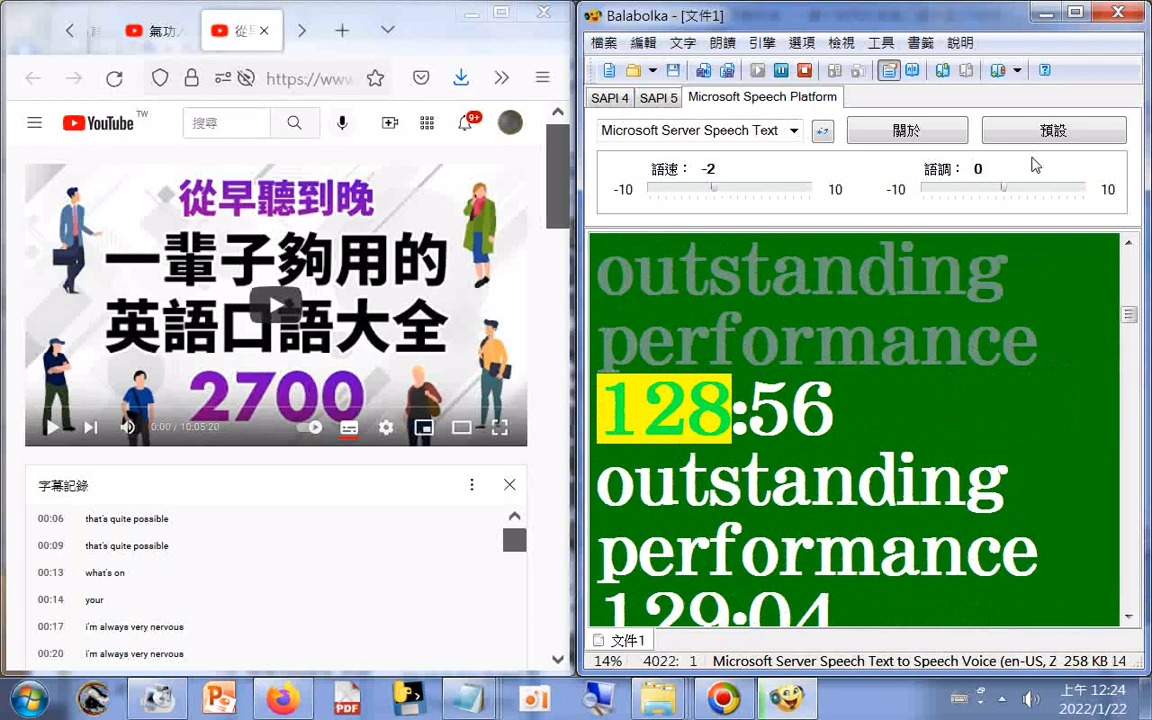 氣功
從
https://www
YouTube TW
搜尋
9+
從早聽到晚
一輩子夠用的
英語口語大全
2700
0:00 / 10:05:20
字幕記錄
00:06 that's quite possible
00:09 that's quite possible
00:13 what's on
00:14 your
00:17 i'm always very nervous
00:20 i'm always very nervous
Balabolka - [文件1]
檔案 編輯 文字 朗讀 引擎 選項 檢視 工具 書籤 說明
SAPI 4 SAPI 5 Microsoft Speech Platform
Microsoft Server Speech Text 關於 預設
語速： -2 語調： 0
-10 10 -10 10
outstanding
performance
128:56
outstanding
performance
129:04
文件1
14% 4022: 1 Microsoft Server Speech Text to Speech Voice (en-US, Z 258 KB 14
PDF
上午 12:24
2022/1/22